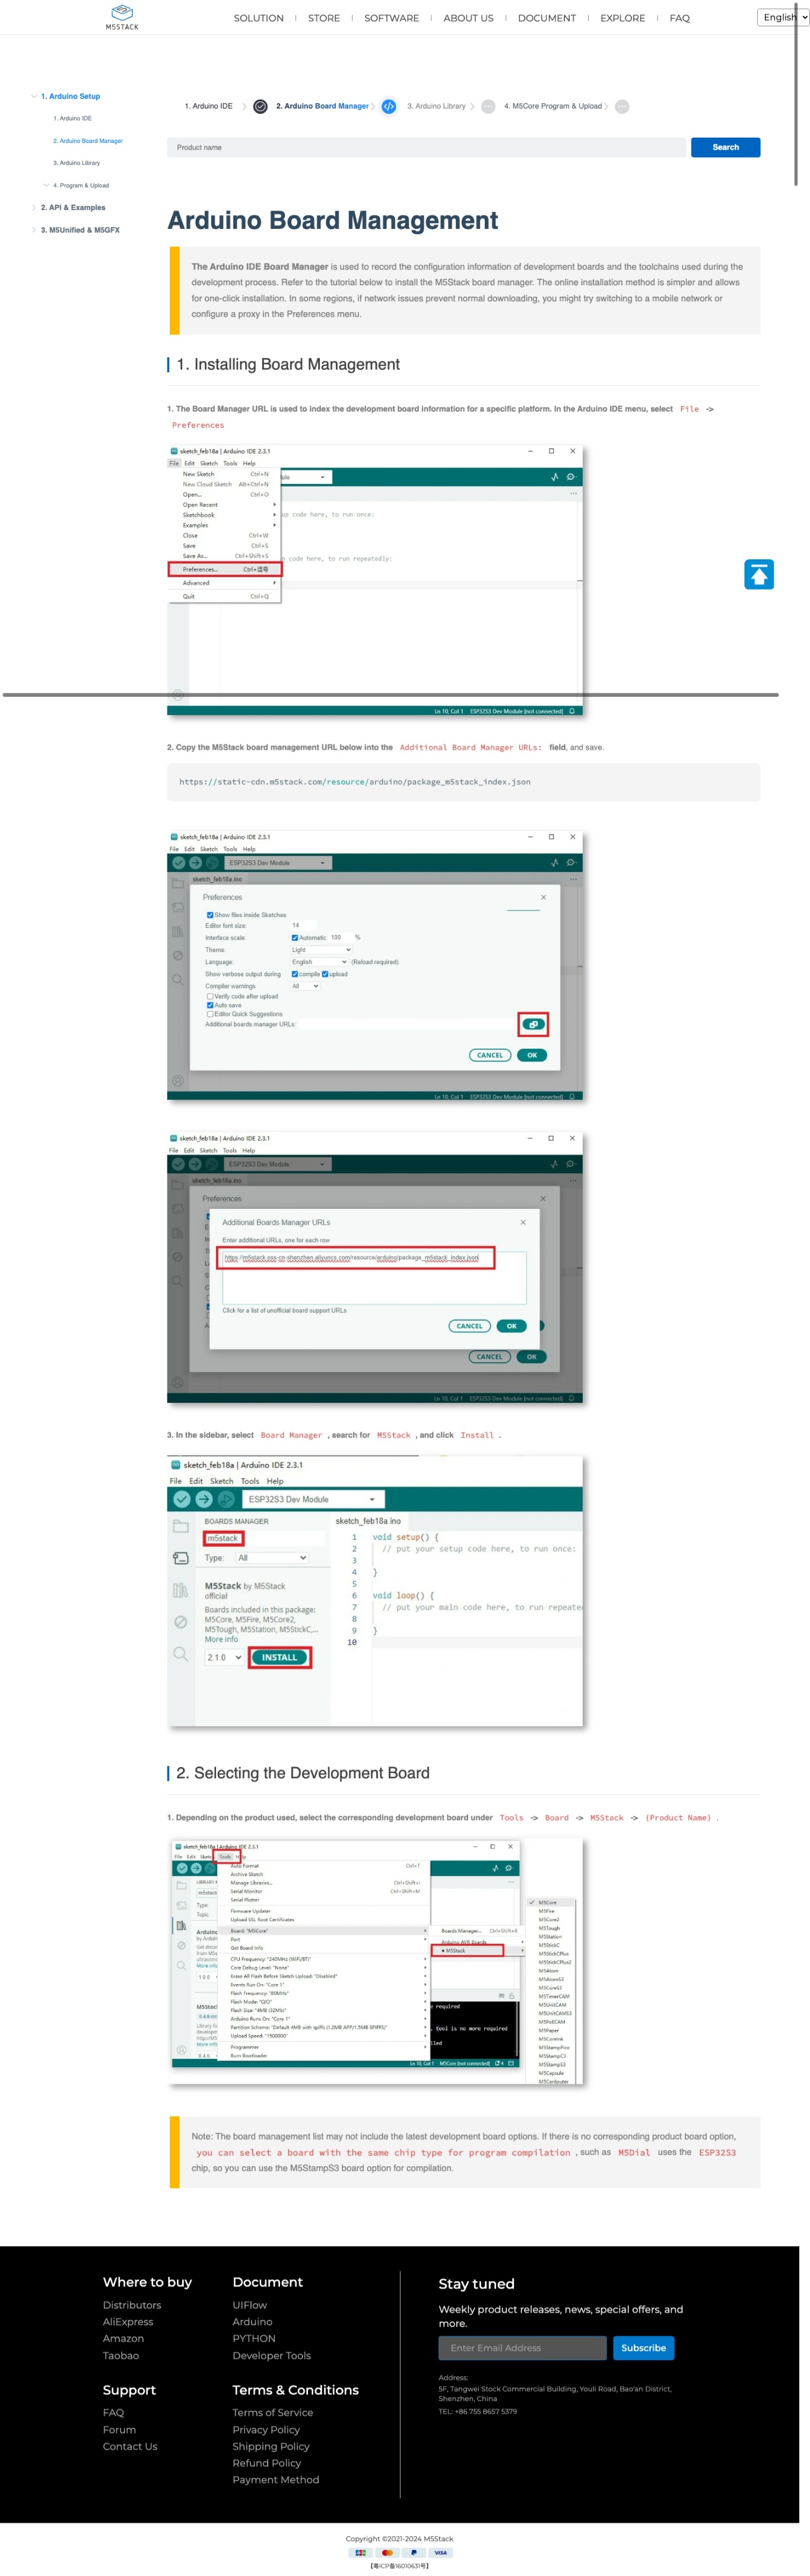 M5STACK
SOLUTION | STORE | SOFTWARE | ABOUT US | DOCUMENT | EXPLORE | FAQ
English
1. Arduino Setup
1. Arduino IDE
2. Arduino Board Manager
3. Arduino Library
4. Program & Upload
2. API & Examples
3. M5Unified & M5GFX
1. Arduino IDE 2. Arduino Board Manager 3. Arduino Library 4. M5Core Program & Upload
Product name
Search
Arduino Board Management
The Arduino IDE Board Manager is used to record the configuration information of development boards and the toolchains used during the
development process. Refer to the tutorial below to install the M5Stack board manager. The online installation method is simpler and allows
for one-click installation. In some regions, if network issues prevent normal downloading, you might try switching to a mobile network or
configure a proxy in the Preferences menu.
1. Installing Board Management
1. The Board Manager URL is used to index the development board information for a specific platform. In the Arduino IDE menu, select File ->
Preferences
sketch_feb18a | Arduino IDE 2.3.1
File Edit Sketch Tools Help
New Sketch Ctrl+N
New Cloud Sketch Alt+Ctrl+N
Open... Ctrl+O
Open Recent
Sketchbook
up code here, to run once:
Examples
Close Ctrl+W
Save Ctrl+S
Save As... Ctrl+Shift+S
n code here, to run repeatedly:
Preferences... Ctrl+逗号
Advanced
Quit Ctrl+Q
Ln 10, Col 1 ESP32S3 Dev Module [not connected]
2. Copy the M5Stack board management URL below into the Additional Board Manager URLs: field, and save.
https://static-cdn.m5stack.com/resource/arduino/package_m5stack_index.json
sketch_feb18a | Arduino IDE 2.3.1
File Edit Sketch Tools Help
ESP32S3 Dev Module
sketch_feb18a.ino
Preferences
Show files inside Sketches
Editor font size: 14
Interface scale: Automatic 100 %
Theme: Light
Language: English (Reload required)
Show verbose output during compile upload
Compiler warnings All
Verify code after upload
Auto save
Editor Quick Suggestions
Additional boards manager URLs:
CANCEL OK
Ln 10, Col 1 ESP32S3 Dev Module [not connected]
sketch_feb18a | Arduino IDE 2.3.1
File Edit Sketch Tools Help
ESP32S3 Dev Module
sketch_feb18a.ino
Preferences
Additional Boards Manager URLs
Enter additional URLs, one for each row
https://m5stack.oss-cn-shenzhen.aliyuncs.com/resource/arduino/package_m5stack_index.json
Click for a list of unofficial board support URLs
CANCEL OK
CANCEL OK
Ln 10, Col 1 ESP32S3 Dev Module [not connected]
3. In the sidebar, select Board Manager , search for M5Stack , and click Install .
sketch_feb18a | Arduino IDE 2.3.1
File Edit Sketch Tools Help
ESP32S3 Dev Module
BOARDS MANAGER
sketch_feb18a.ino
m5stack
Type: All
M5Stack by M5Stack
official
Boards included in this package:
M5Core, M5Fire, M5Core2,
M5Tough, M5Station, M5StickC,...
More info
2.1.0 INSTALL
1 void setup() {
2 // put your setup code here, to run once:
3
4 }
5
6 void loop() {
7 // put your main code here, to run repeate
8
9 }
10
2. Selecting the Development Board
1. Depending on the product used, select the corresponding development board under Tools -> Board -> M5Stack -> {Product Name} .
sketch_feb18a | Arduino IDE 2.3.1
File Edit Sketch Tools Help
Auto Format Ctrl+T
Archive Sketch
Manage Libraries... Ctrl+Shift+I
Serial Monitor Ctrl+Shift+M
Serial Plotter
Firmware Updater
Upload SSL Root Certificates
Board: "M5Core"
Port
Get Board Info
CPU Frequency: "240MHz (WiFi/BT)"
Core Debug Level: "None"
Erase All Flash Before Sketch Upload: "Disabled"
Events Run On: "Core 1"
Flash Frequency: "80MHz"
Flash Mode: "QIO"
Flash Size: "4MB (32Mb)"
Arduino Runs On: "Core 1"
Partition Scheme: "Default 4MB with spiffs (1.2MB APP/1.5MB SPIFFS)"
Upload Speed: "1500000"
Programmer
Burn Bootloader
Boards Manager... Ctrl+Shift+B
Arduino AVR Boards
M5Stack
M5Core
M5Fire
M5Core2
M5Tough
M5Station
M5StickC
M5StickCPlus
M5StickCPlus2
M5Atom
M5AtomS3
M5CoreS3
M5TimerCAM
M5UnitCAM
M5UnitCAMS3
M5PoECAM
M5Paper
M5CoreInk
M5StampPico
M5StampC3
M5StampS3
M5Capsule
M5Cardputer
required
tool is no more required
lled
Ln 10, Col 1 M5Core [not connected]
Note: The board management list may not include the latest development board options. If there is no corresponding product board option,
you can select a board with the same chip type for program compilation , such as M5Dial uses the ESP32S3
chip, so you can use the M5StampS3 board option for compilation.
Where to buy
Distributors
AliExpress
Amazon
Taobao
Document
UIFlow
Arduino
PYTHON
Developer Tools
Support
FAQ
Forum
Contact Us
Terms & Conditions
Terms of Service
Privacy Policy
Shipping Policy
Refund Policy
Payment Method
Stay tuned
Weekly product releases, news, special offers, and
more.
Enter Email Address
Subscribe
Address:
5F, Tangwei Stock Commercial Building, Youli Road, Bao'an District,
Shenzhen, China
TEL: +86 755 8657 5379
Copyright ©2021-2024 M5Stack
VISA
【粤ICP备16010631号】